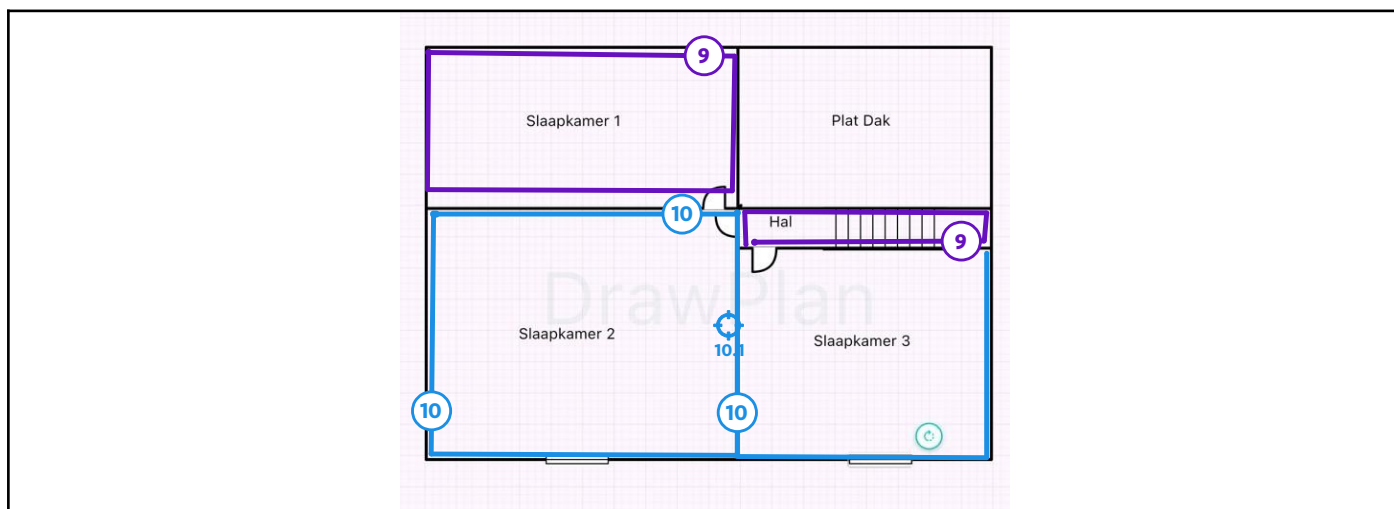 9
Slaapkamer 1
Plat Dak
10
Hal
9
DrawPlan
10.1
Slaapkamer 2
Slaapkamer 3
10
10